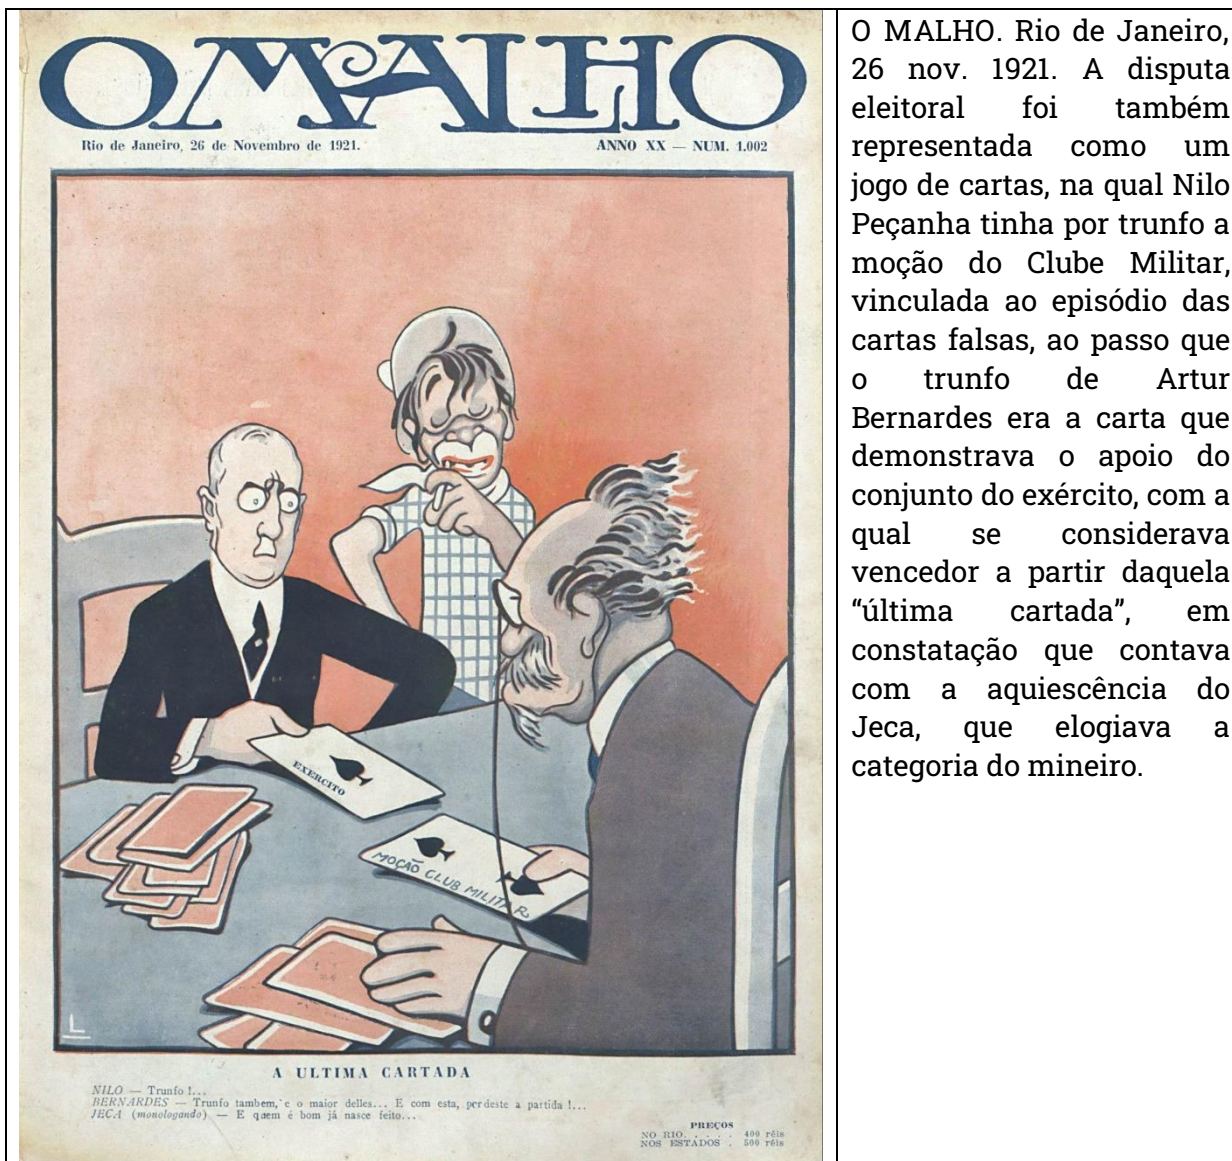 O MALHO
Rio de Janeiro, 26 de Novembro de 1921.
ANNO XX — NUM. 1.002
EXERCITO
MOÇÃO CLUB MILITAR
L
A ULTIMA CARTADA
NILO — Trunfo !...
BERNARDES — Trunfo tambem, e o maior delles... E com esta, perdeste a partida !...
JECA (monologando) — E quem é bom já nasce feito...
PREÇOS
NO RIO. . . . . 400 réis
NOS ESTADOS . 500 réis
O MALHO. Rio de Janeiro,
26 nov. 1921. A disputa
eleitoral foi também
representada como um
jogo de cartas, na qual Nilo
Peçanha tinha por trunfo a
moção do Clube Militar,
vinculada ao episódio das
cartas falsas, ao passo que
o trunfo de Artur
Bernardes era a carta que
demonstrava o apoio do
conjunto do exército, com a
qual se considerava
vencedor a partir daquela
“última cartada”, em
constatação que contava
com a aquiescência do
Jeca, que elogiava a
categoria do mineiro.